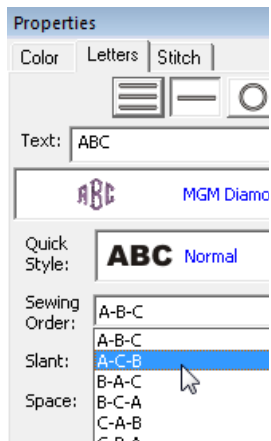 Properties
Color Letters Stitch
Text: ABC
ABC MGM Diamo
Quick Style: ABC Normal
Sewing Order: A-B-C
A-B-C
Slant: A-C-B
B-A-C
Space: B-C-A
C-A-B